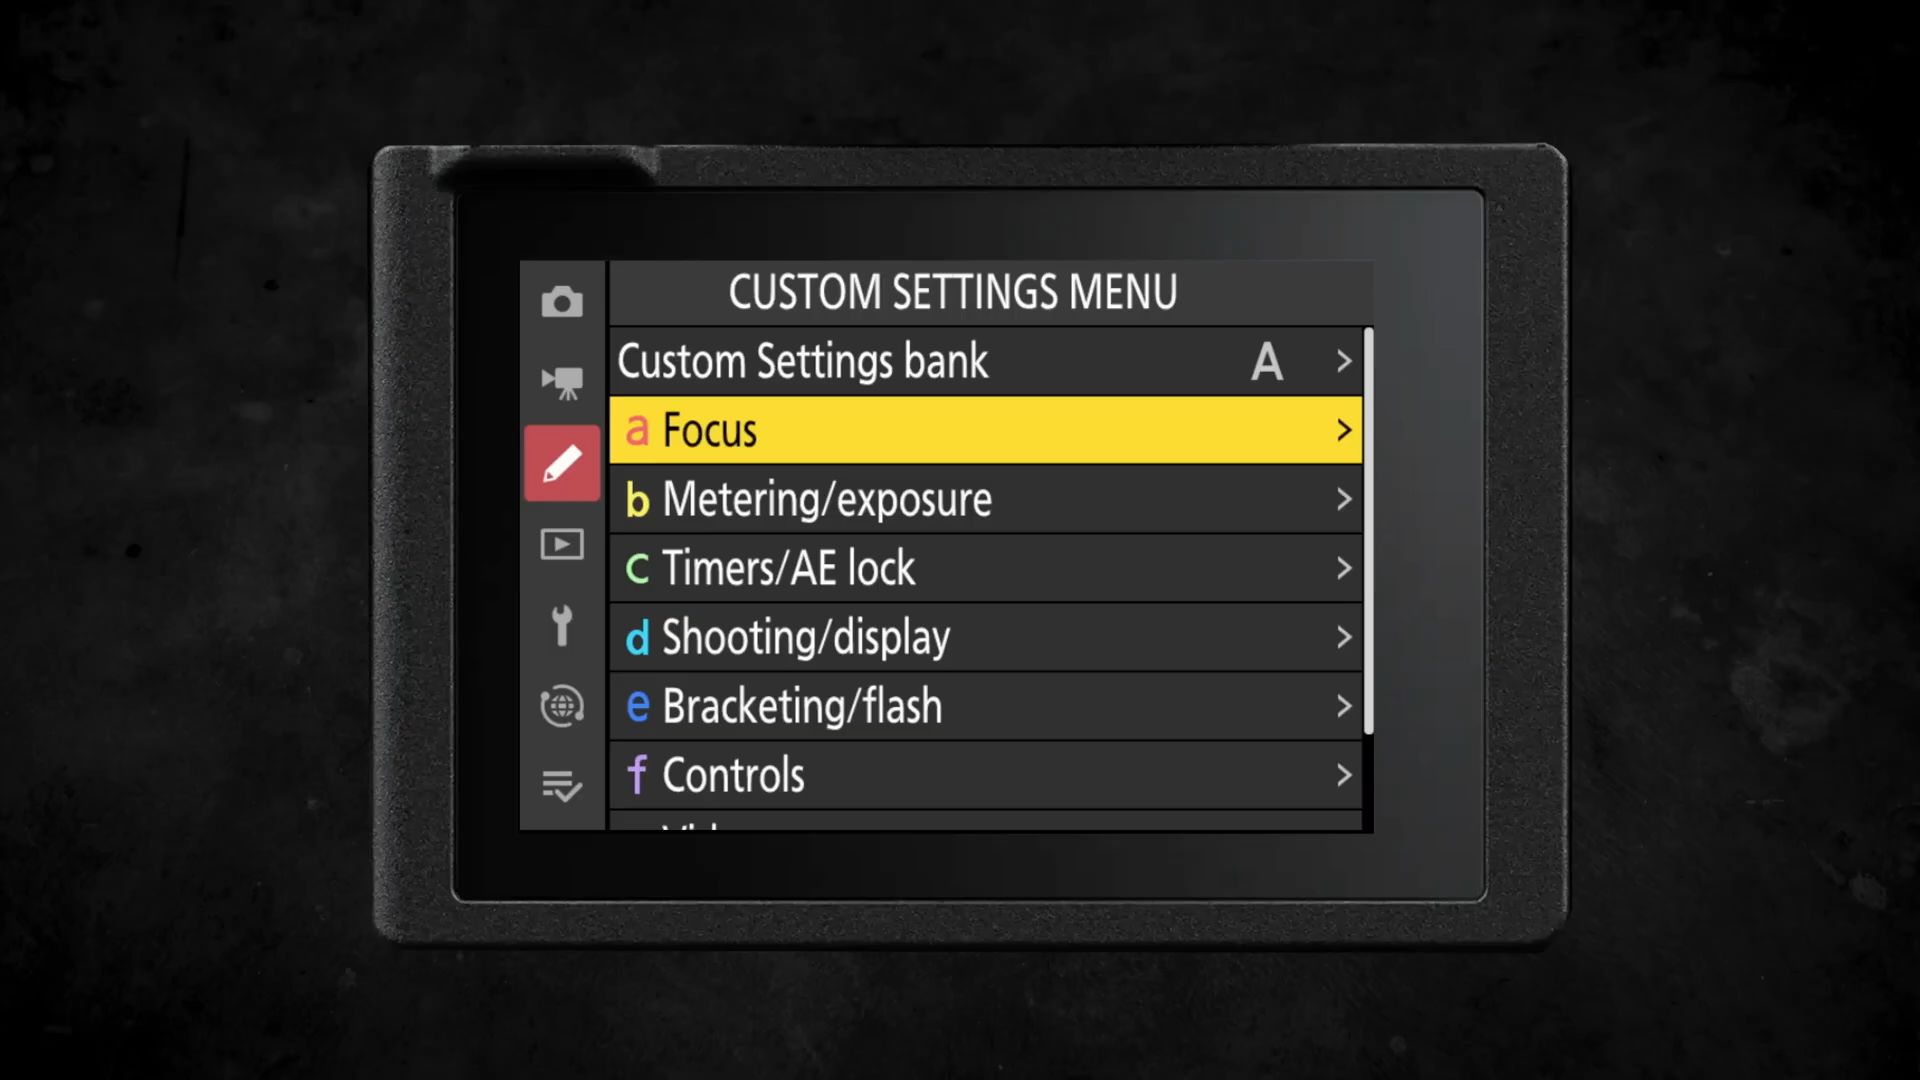 CUSTOM SETTINGS MENU
Custom Settings bank A >
a Focus >
b Metering/exposure >
c Timers/AE lock >
d Shooting/display >
e Bracketing/flash >
f Controls >